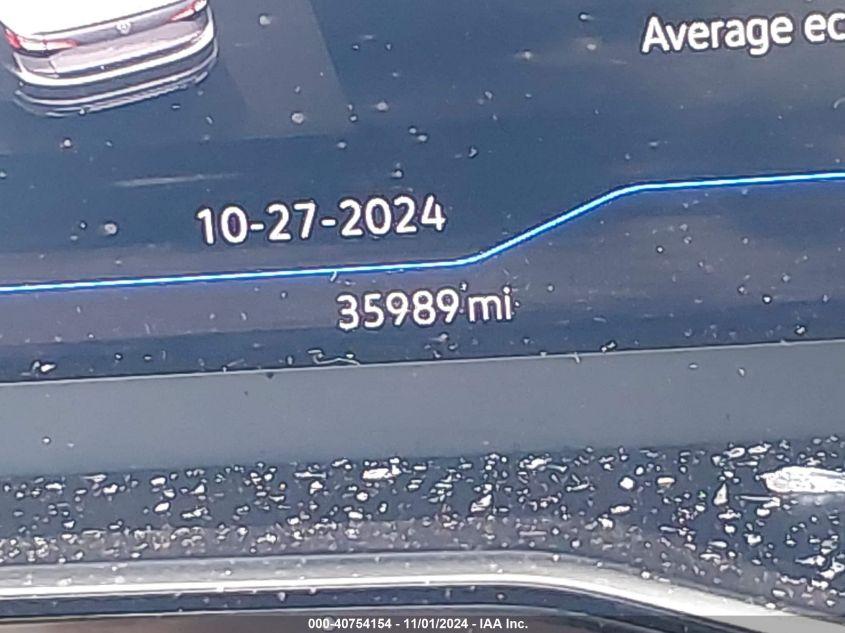 Average ec
10-27-2024
35989 mi
000-40754154 - 11/01/2024 - IAA Inc.